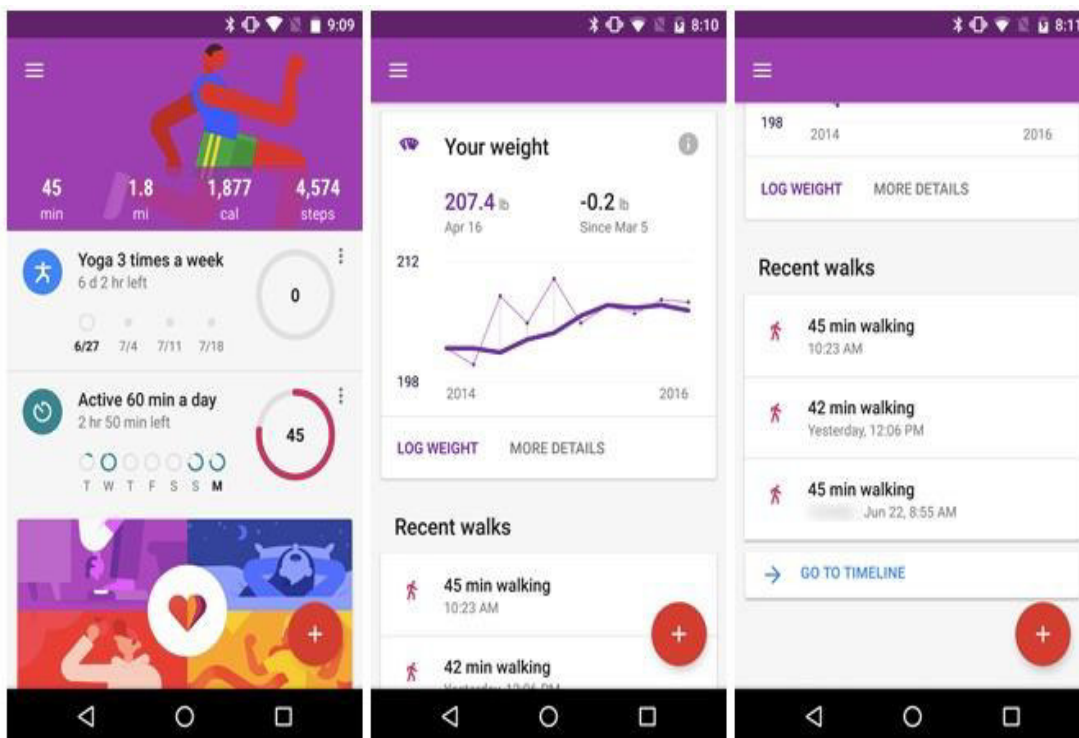 9:09
45 1.8 1,877 4,574
min mi cal steps
Yoga 3 times a week
6 d 2 hr left
0
6/27 7/4 7/11 7/18
Active 60 min a day
2 hr 50 min left
45
T W T F S S M
+
8:10
Your weight
207.4 lb -0.2 lb
Apr 16 Since Mar 5
212
198
2014 2016
LOG WEIGHT MORE DETAILS
Recent walks
45 min walking
10:23 AM
42 min walking
Yesterday, 12:06 PM
+
8:11
198
2014 2016
LOG WEIGHT MORE DETAILS
Recent walks
45 min walking
10:23 AM
42 min walking
Yesterday, 12:06 PM
45 min walking
Jun 22, 8:55 AM
GO TO TIMELINE
+